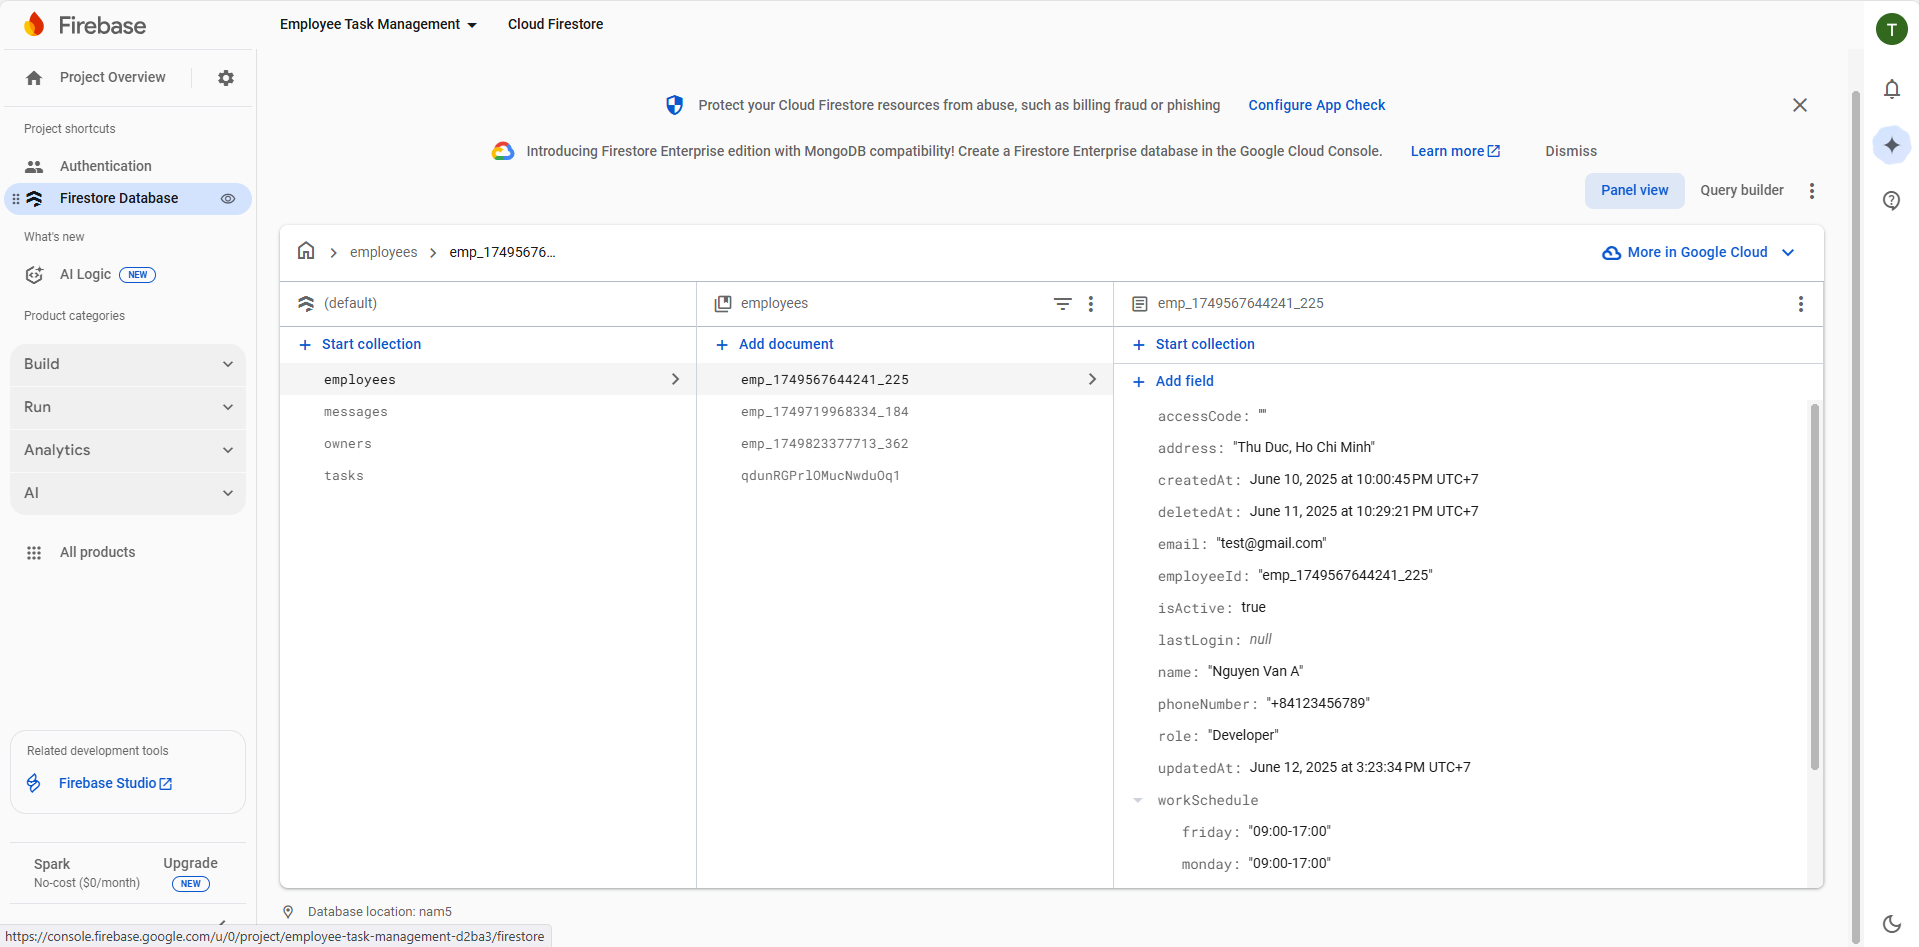 Firebase
Employee Task Management
Cloud Firestore
T
Project Overview
Project shortcuts
Authentication
Firestore Database
What's new
AI Logic NEW
Product categories
Build
Run
Analytics
AI
All products
Related development tools
Firebase Studio
Spark
No-cost ($0/month)
Upgrade
NEW
Protect your Cloud Firestore resources from abuse, such as billing fraud or phishing Configure App Check
Introducing Firestore Enterprise edition with MongoDB compatibility! Create a Firestore Enterprise database in the Google Cloud Console. Learn more Dismiss
Panel view Query builder
employees emp_17495676... More in Google Cloud
(default)
Start collection
employees
messages
owners
tasks
employees
Add document
emp_1749567644241_225
emp_1749719968334_184
emp_1749823377713_362
qdunRGPrlOMucNwduOq1
emp_1749567644241_225
Start collection
Add field
accessCode: ""
address: "Thu Duc, Ho Chi Minh"
createdAt: June 10, 2025 at 10:00:45 PM UTC+7
deletedAt: June 11, 2025 at 10:29:21 PM UTC+7
email: "test@gmail.com"
employeeId: "emp_1749567644241_225"
isActive: true
lastLogin: null
name: "Nguyen Van A"
phoneNumber: "+84123456789"
role: "Developer"
updatedAt: June 12, 2025 at 3:23:34 PM UTC+7
workSchedule
friday: "09:00-17:00"
monday: "09:00-17:00"
Database location: nam5
https://console.firebase.google.com/u/0/project/employee-task-management-d2ba3/firestore